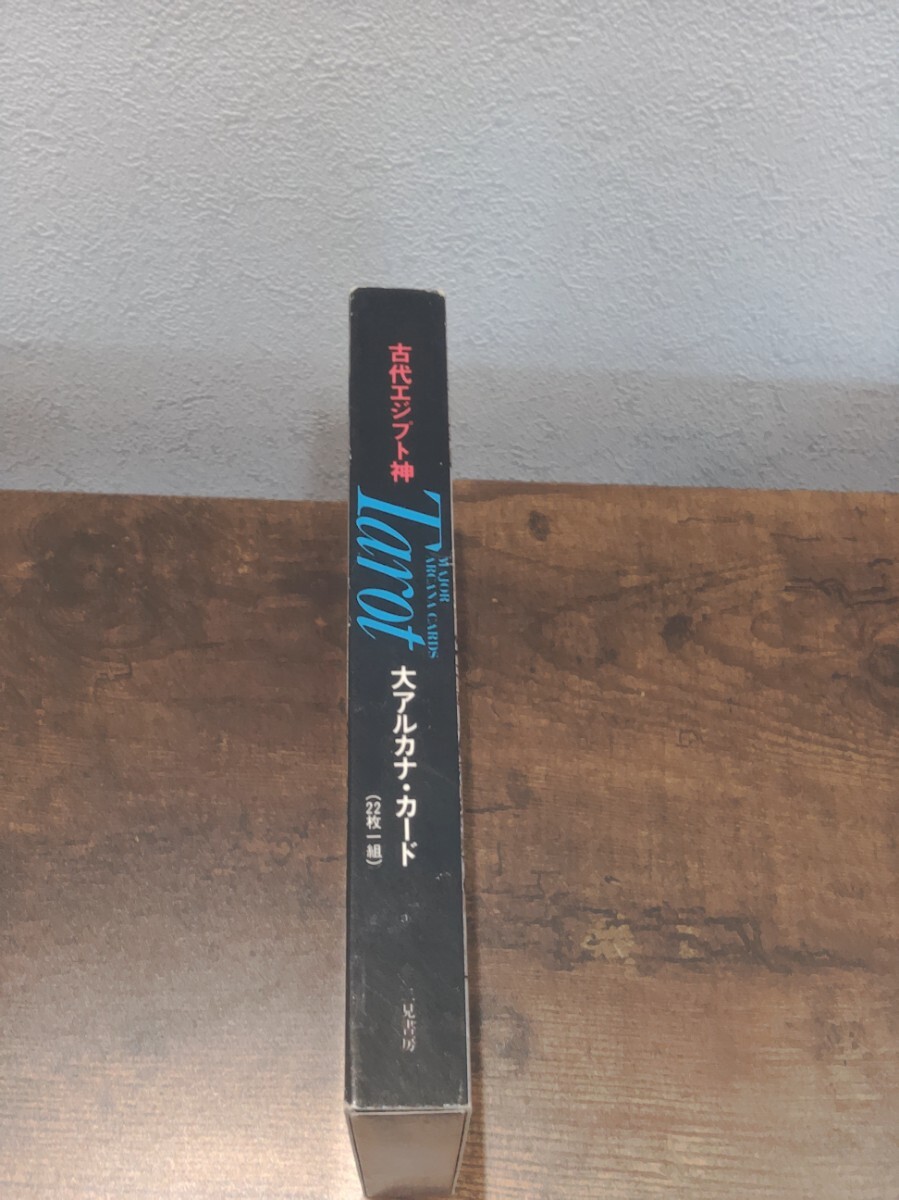 古代エジプト神
Tarot
MAJOR
ARCANA CARDS
大アルカナ・カード
(22枚一組)
二見書房